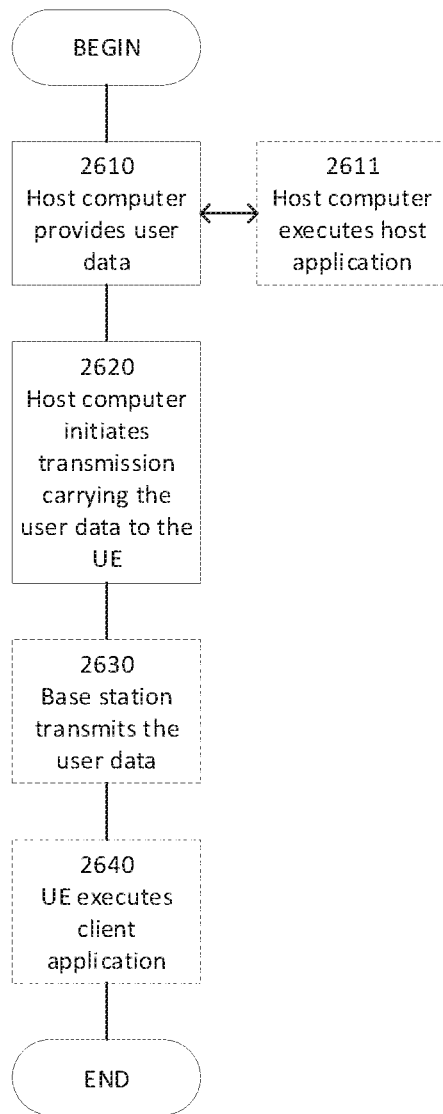 BEGIN
2610
Host computer
provides user
data
2611
Host computer
executes host
application
2620
Host computer
initiates
transmission
carrying the
user data to the
UE
2630
Base station
transmits the
user data
2640
UE executes
client
application
END